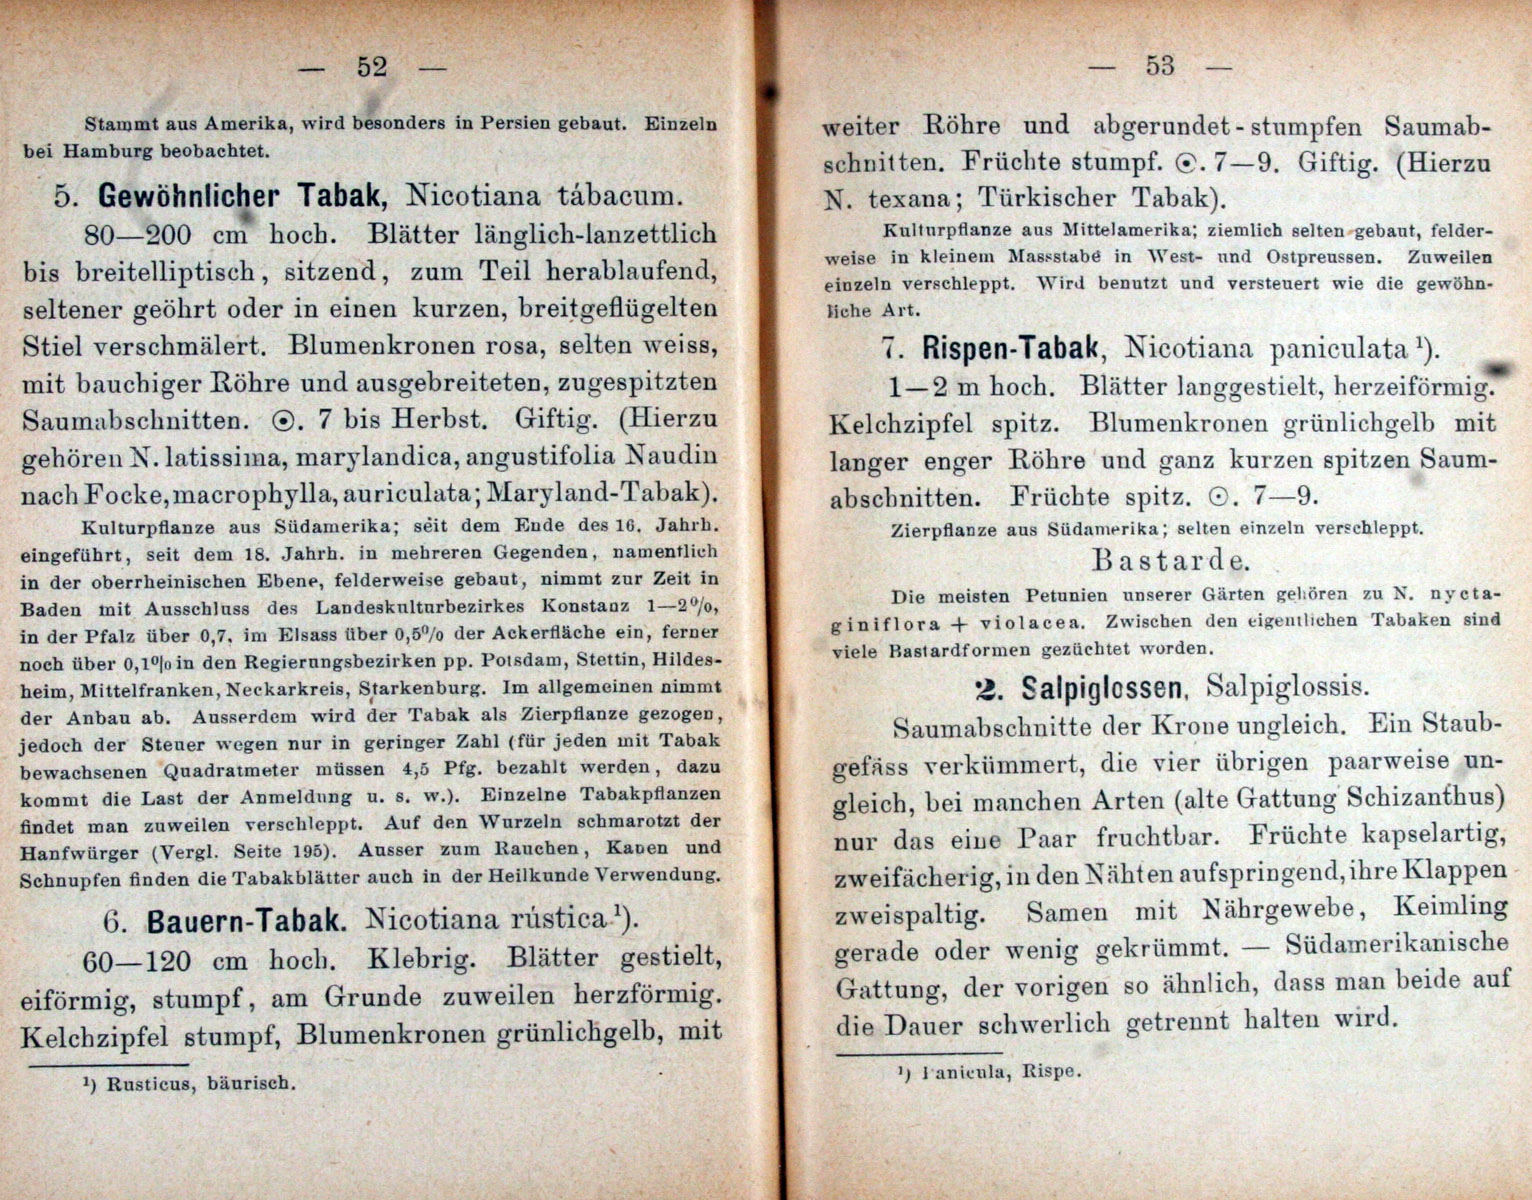 — 52 —
Stammt aus Amerika, wird besonders in Persien gebaut. Einzeln
bei Hamburg beobachtet.
5. Gewöhnlicher Tabak, Nicotiana tábacum.
80—200 cm hoch. Blätter länglich-lanzettlich
bis breitelliptisch, sitzend, zum Teil herablaufend,
seltener geöhrt oder in einen kurzen, breitgeflügelten
Stiel verschmälert. Blumenkronen rosa, selten weiss,
mit bauchiger Röhre und ausgebreiteten, zugespitzten
Saumabschnitten. ☉. 7 bis Herbst. Giftig. (Hierzu
gehören N. latissima, marylandica, angustifolia Naudin
nach Focke, macrophylla, auriculata; Maryland-Tabak).
Kulturpflanze aus Südamerika; seit dem Ende des 16. Jahrh.
eingeführt, seit dem 18. Jahrh. in mehreren Gegenden, namentlich
in der oberrheinischen Ebene, felderweise gebaut, nimmt zur Zeit in
Baden mit Ausschluss des Landeskulturbezirkes Konstanz 1—2%,
in der Pfalz über 0,7, im Elsass über 0,5% der Ackerfläche ein, ferner
noch über 0,1% in den Regierungsbezirken pp. Potsdam, Stettin, Hildes-
heim, Mittelfranken, Neckarkreis, Starkenburg. Im allgemeinen nimmt
der Anbau ab. Ausserdem wird der Tabak als Zierpflanze gezogen,
jedoch der Steuer wegen nur in geringer Zahl (für jeden mit Tabak
bewachsenen Quadratmeter müssen 4,5 Pfg. bezahlt werden, dazu
kommt die Last der Anmeldung u. s. w.). Einzelne Tabakpflanzen
findet man zuweilen verschleppt. Auf den Wurzeln schmarotzt der
Hanfwürger (Vergl. Seite 195). Ausser zum Rauchen, Kauen und
Schnupfen finden die Tabakblätter auch in der Heilkunde Verwendung.
6. Bauern-Tabak. Nicotiana rústica ¹).
60—120 cm hoch. Klebrig. Blätter gestielt,
eiförmig, stumpf, am Grunde zuweilen herzförmig.
Kelchzipfel stumpf, Blumenkronen grünlichgelb, mit
¹) Rusticus, bäurisch.
— 53 —
weiter Röhre und abgerundet-stumpfen Saumab-
schnitten. Früchte stumpf. ☉. 7—9. Giftig. (Hierzu
N. texana; Türkischer Tabak).
Kulturpflanze aus Mittelamerika; ziemlich selten gebaut, felder-
weise in kleinem Massstabe in West- und Ostpreussen. Zuweilen
einzeln verschleppt. Wird benutzt und versteuert wie die gewöhn-
liche Art.
7. Rispen-Tabak, Nicotiana paniculata ¹).
1—2 m hoch. Blätter langgestielt, herzeiförmig.
Kelchzipfel spitz. Blumenkronen grünlichgelb mit
langer enger Röhre und ganz kurzen spitzen Saum-
abschnitten. Früchte spitz. ☉. 7—9.
Zierpflanze aus Südamerika; selten einzeln verschleppt.
Bastarde.
Die meisten Petunien unserer Gärten gehören zu N. nycta-
giniflora + violacea. Zwischen den eigentlichen Tabaken sind
viele Bastardformen gezüchtet worden.
2. Salpiglossen, Salpiglossis.
Saumabschnitte der Krone ungleich. Ein Staub-
gefäss verkümmert, die vier übrigen paarweise un-
gleich, bei manchen Arten (alte Gattung Schizanthus)
nur das eine Paar fruchtbar. Früchte kapselartig,
zweifächerig, in den Nähten aufspringend, ihre Klappen
zweispaltig. Samen mit Nährgewebe, Keimling
gerade oder wenig gekrümmt. — Südamerikanische
Gattung, der vorigen so ähnlich, dass man beide auf
die Dauer schwerlich getrennt halten wird.
¹) Panicula, Rispe.